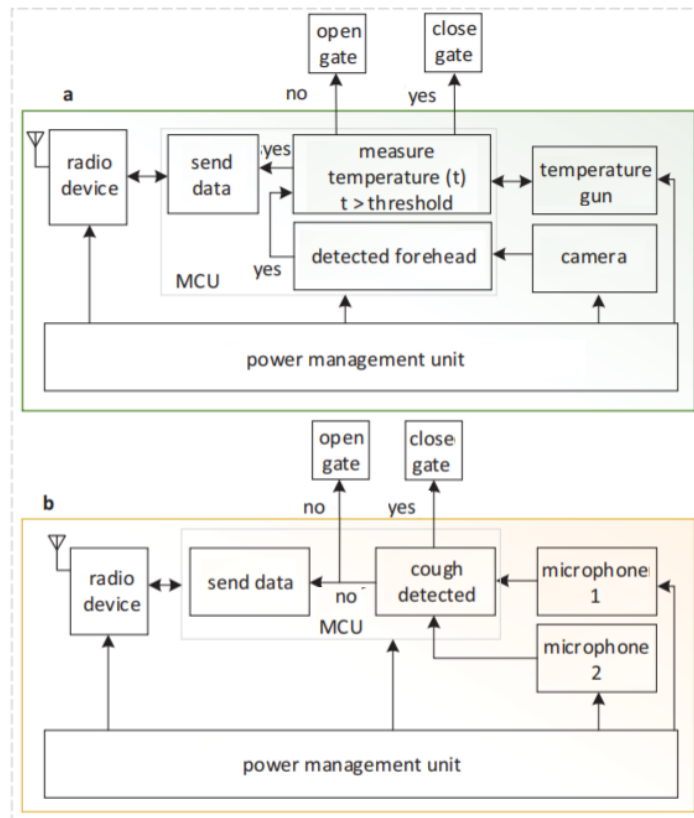 open
gate
close
gate
a
no
yes
radio
device
send
data
yes
measure
temperature (t)
t > threshold
temperature
gun
yes
detected forehead
camera
MCU
power management unit
open
gate
close
gate
b
no
yes
radio
device
send data
no
cough
detected
microphone
1
MCU
microphone
2
power management unit